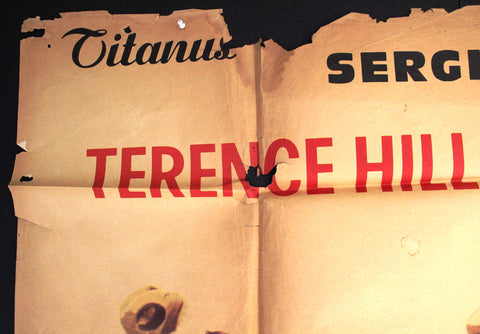 Titanus
SERGI
TERENCE HILL